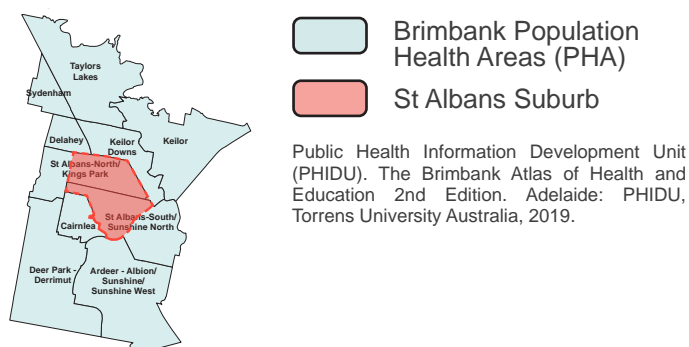 Taylors
Lakes
Sydenham
Delahey
Keilor
Downs
Keilor
St Albans-North/
Kings Park
St Albans-South/
Sunshine North
Cairnlea
Deer Park -
Derrimut
Ardeer - Albion/
Sunshine/
Sunshine West
Brimbank Population
Health Areas (PHA)
St Albans Suburb
Public Health Information Development Unit
(PHIDU). The Brimbank Atlas of Health and
Education 2nd Edition. Adelaide: PHIDU,
Torrens University Australia, 2019.